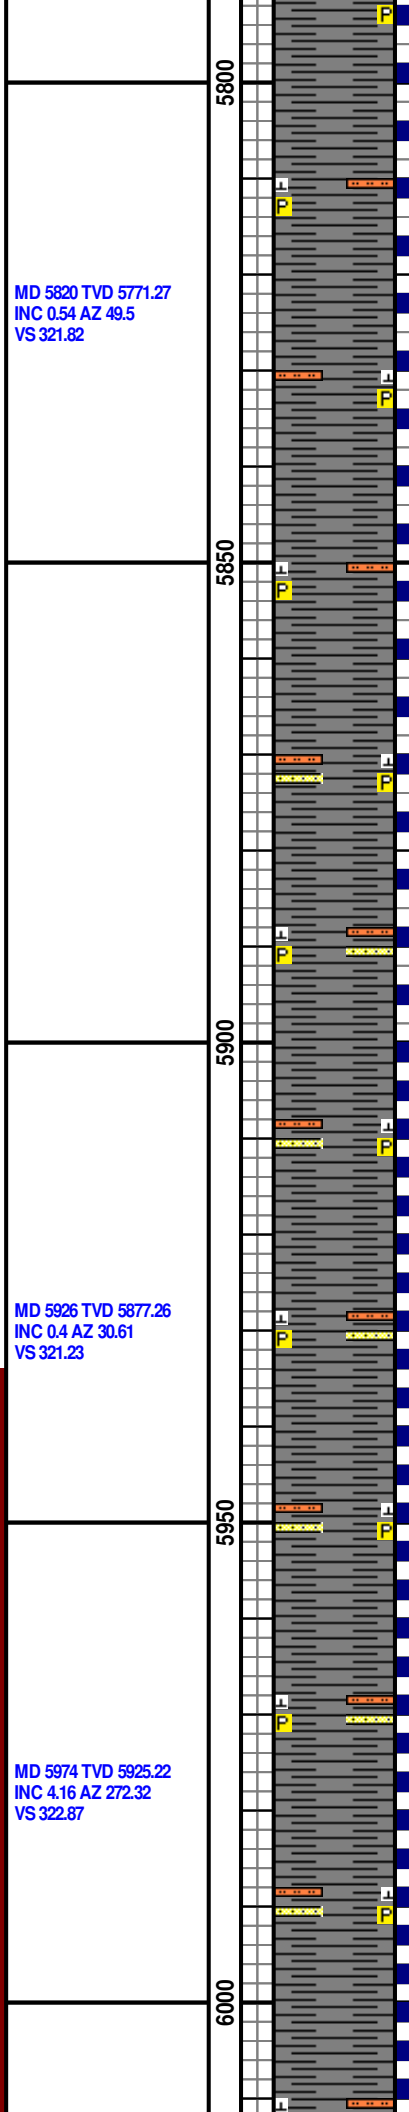 P
5800
P
MD 5820 TVD 5771.27
INC 0.54 AZ 49.5
VS 321.82
P
5850
P
P
P
5900
P
MD 5926 TVD 5877.26
INC 0.4 AZ 30.61
VS 321.23
P
5950
P
P
MD 5974 TVD 5925.22
INC 4.16 AZ 272.32
VS 322.87
P
6000